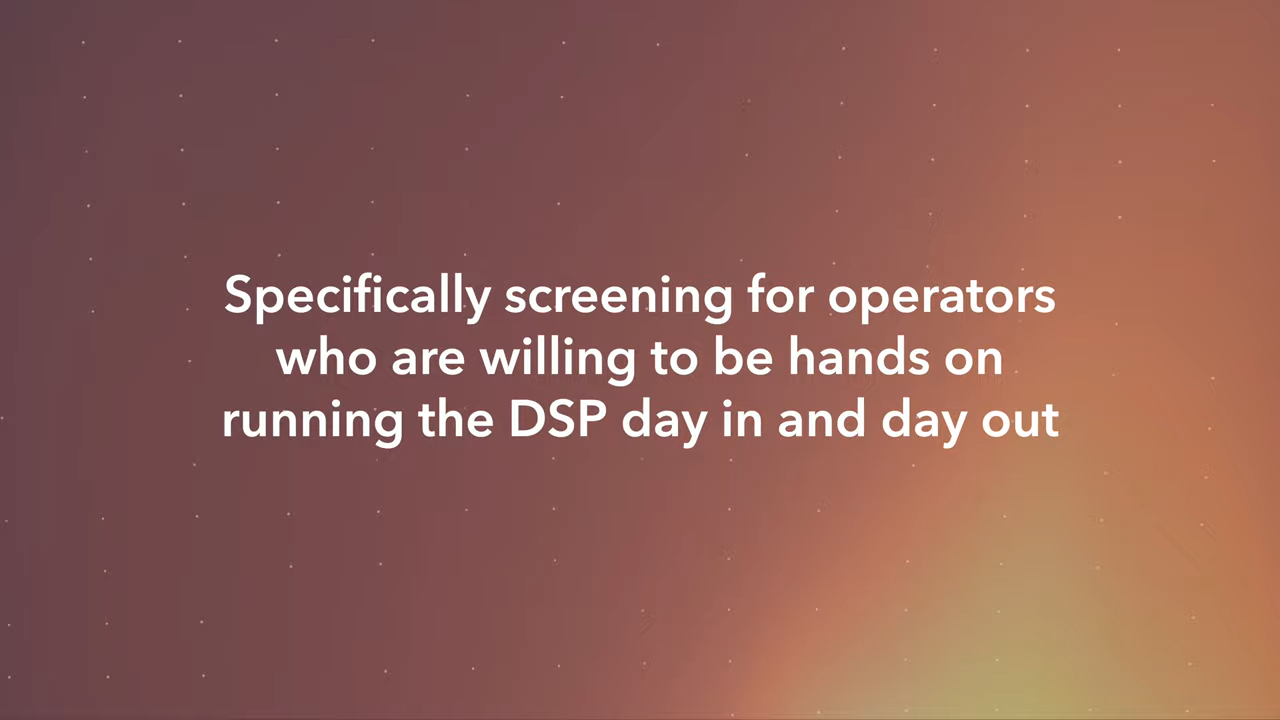 Specifically screening for operators
who are willing to be hands on
running the DSP day in and day out